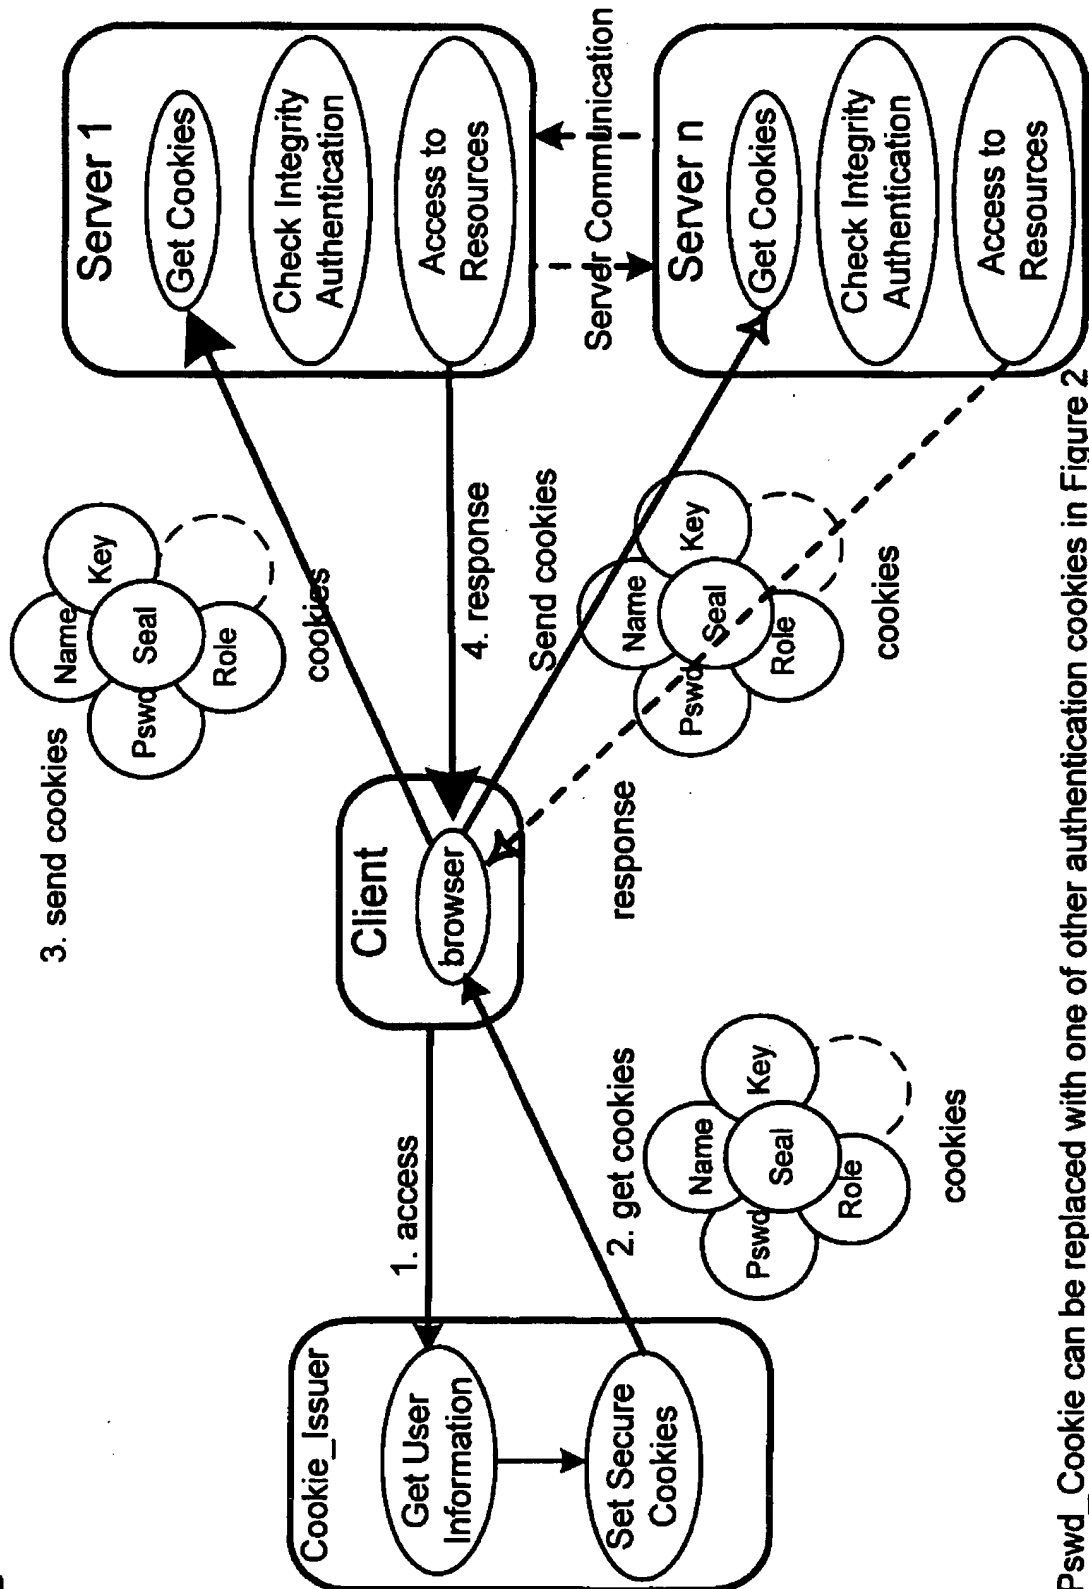 Cookie_Issuer
Get User
Information
Set Secure
Cookies
1. access
2. get cookies
Name
Key
Pswd
Seal
Role
cookies
Client
browser
3. send cookies
Name
Key
Pswd
Seal
Role
cookies
4. response
Send cookies
Name
Key
Pswd
Seal
Role
cookies
response
Server 1
Get Cookies
Check Integrity
Authentication
Access to
Resources
Server Communication
Server n
Get Cookies
Check Integrity
Authentication
Access to
Resources
Pswd_Cookie can be replaced with one of other authentication cookies in Figure 2